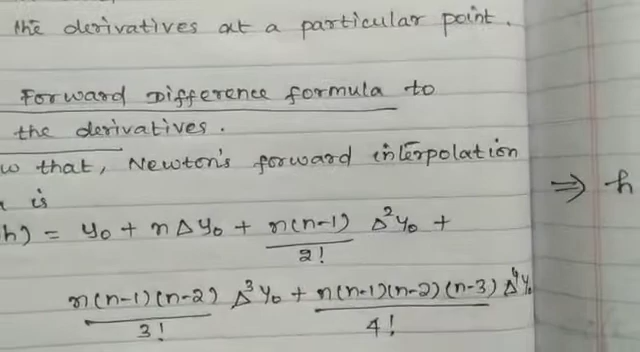 the derivatives at a particular point.
Forward Difference formula to
the derivatives.
w that, Newton's forward interpolation
is
h) = y₀ + nΔy₀ + n(n-1)/2! Δ²y₀ +
⇒ h
n(n-1)(n-2)/3! Δ³y₀ + n(n-1)(n-2)(n-3)/4! Δ⁴y₀